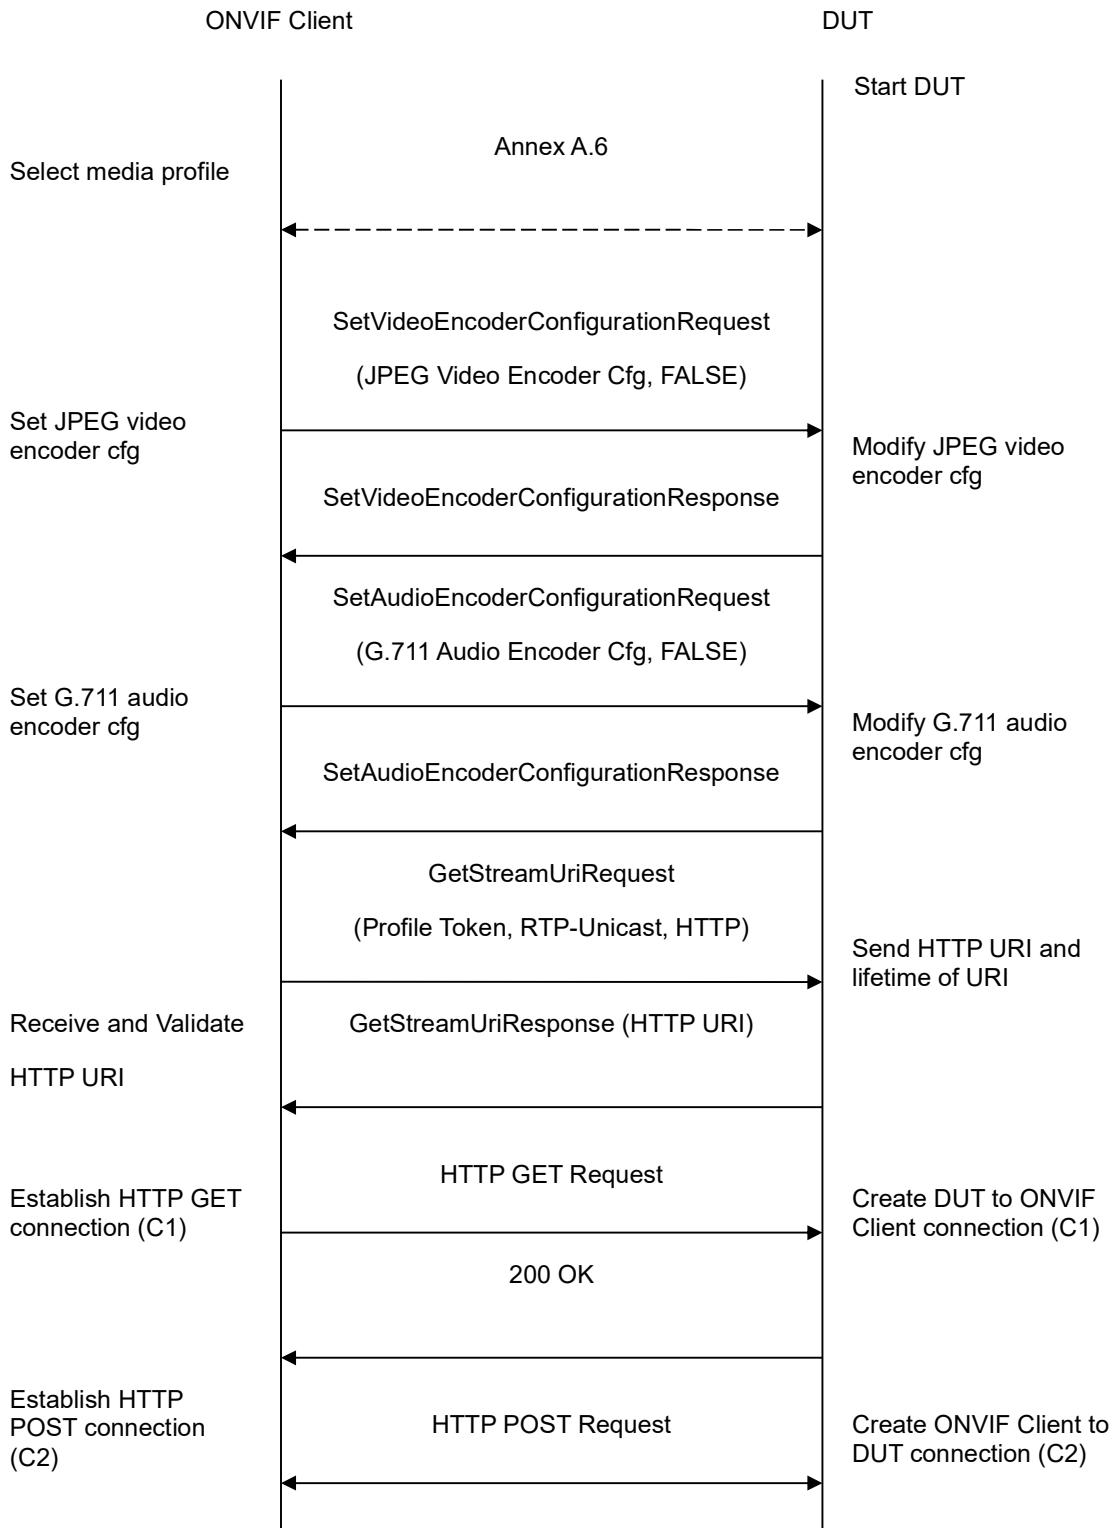 ONVIF Client
DUT
Start DUT
Annex A.6
Select media profile
SetVideoEncoderConfigurationRequest
(JPEG Video Encoder Cfg, FALSE)
Set JPEG video
encoder cfg
Modify JPEG video
encoder cfg
SetVideoEncoderConfigurationResponse
SetAudioEncoderConfigurationRequest
(G.711 Audio Encoder Cfg, FALSE)
Set G.711 audio
encoder cfg
Modify G.711 audio
encoder cfg
SetAudioEncoderConfigurationResponse
GetStreamUriRequest
(Profile Token, RTP-Unicast, HTTP)
Send HTTP URI and
lifetime of URI
Receive and Validate
HTTP URI
GetStreamUriResponse (HTTP URI)
HTTP GET Request
Establish HTTP GET
connection (C1)
Create DUT to ONVIF
Client connection (C1)
200 OK
Establish HTTP
POST connection
(C2)
HTTP POST Request
Create ONVIF Client to
DUT connection (C2)